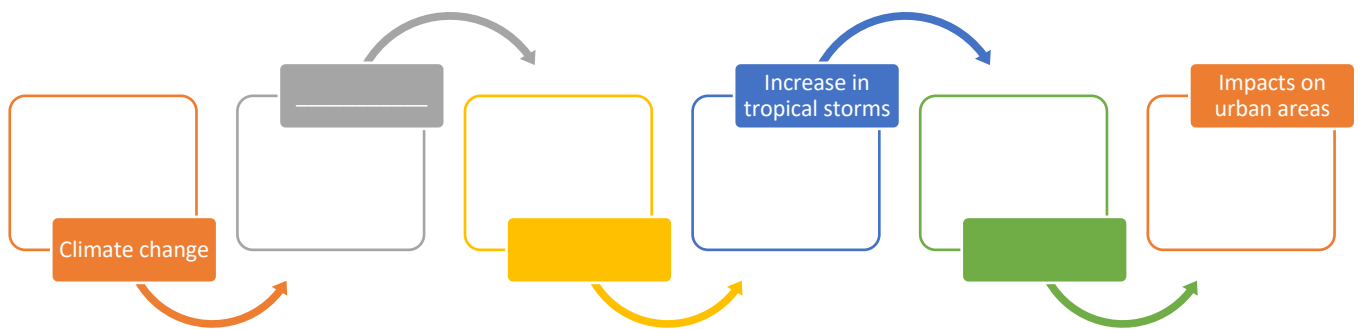 Climate change
Increase in
tropical storms
Impacts on
urban areas